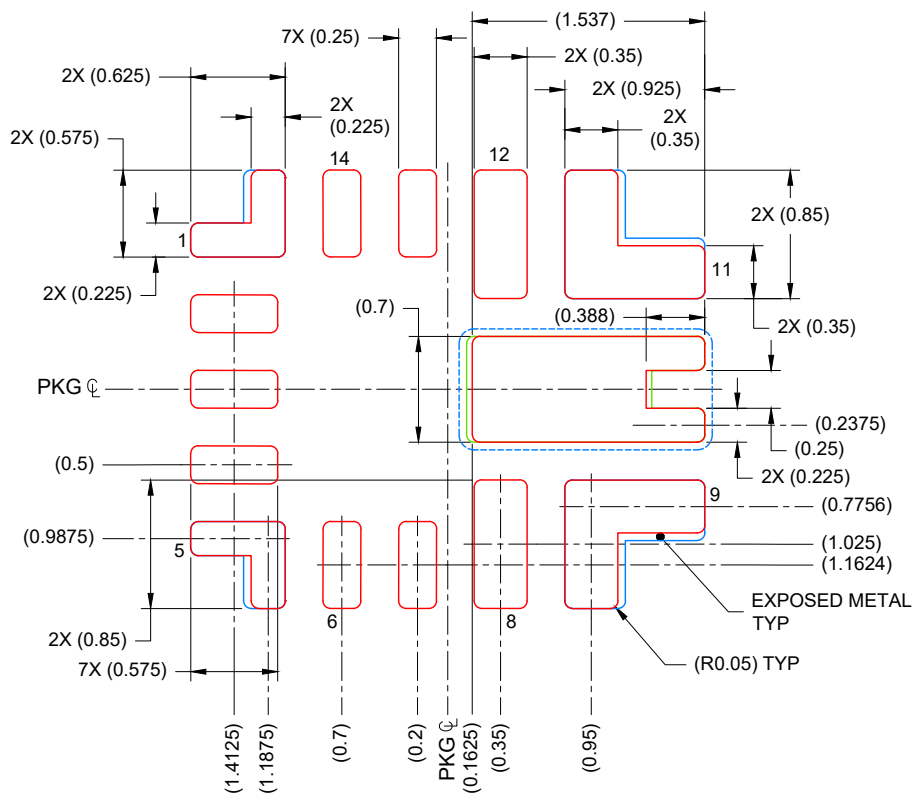 (1.537)
7X (0.25)
2X (0.35)
2X (0.625)
2X (0.925)
2X
(0.225)
2X
(0.35)
2X (0.575)
14
12
2X (0.85)
1
11
2X (0.225)
(0.7)
(0.388)
2X (0.35)
PKG ℄
(0.2375)
(0.25)
(0.5)
2X (0.225)
9
(0.7756)
(0.9875)
5
(1.025)
(1.1624)
6
8
EXPOSED METAL
TYP
2X (0.85)
(R0.05) TYP
7X (0.575)
(1.4125)
(1.1875)
(0.7)
(0.2)
PKG ℄
(0.1625)
(0.35)
(0.95)